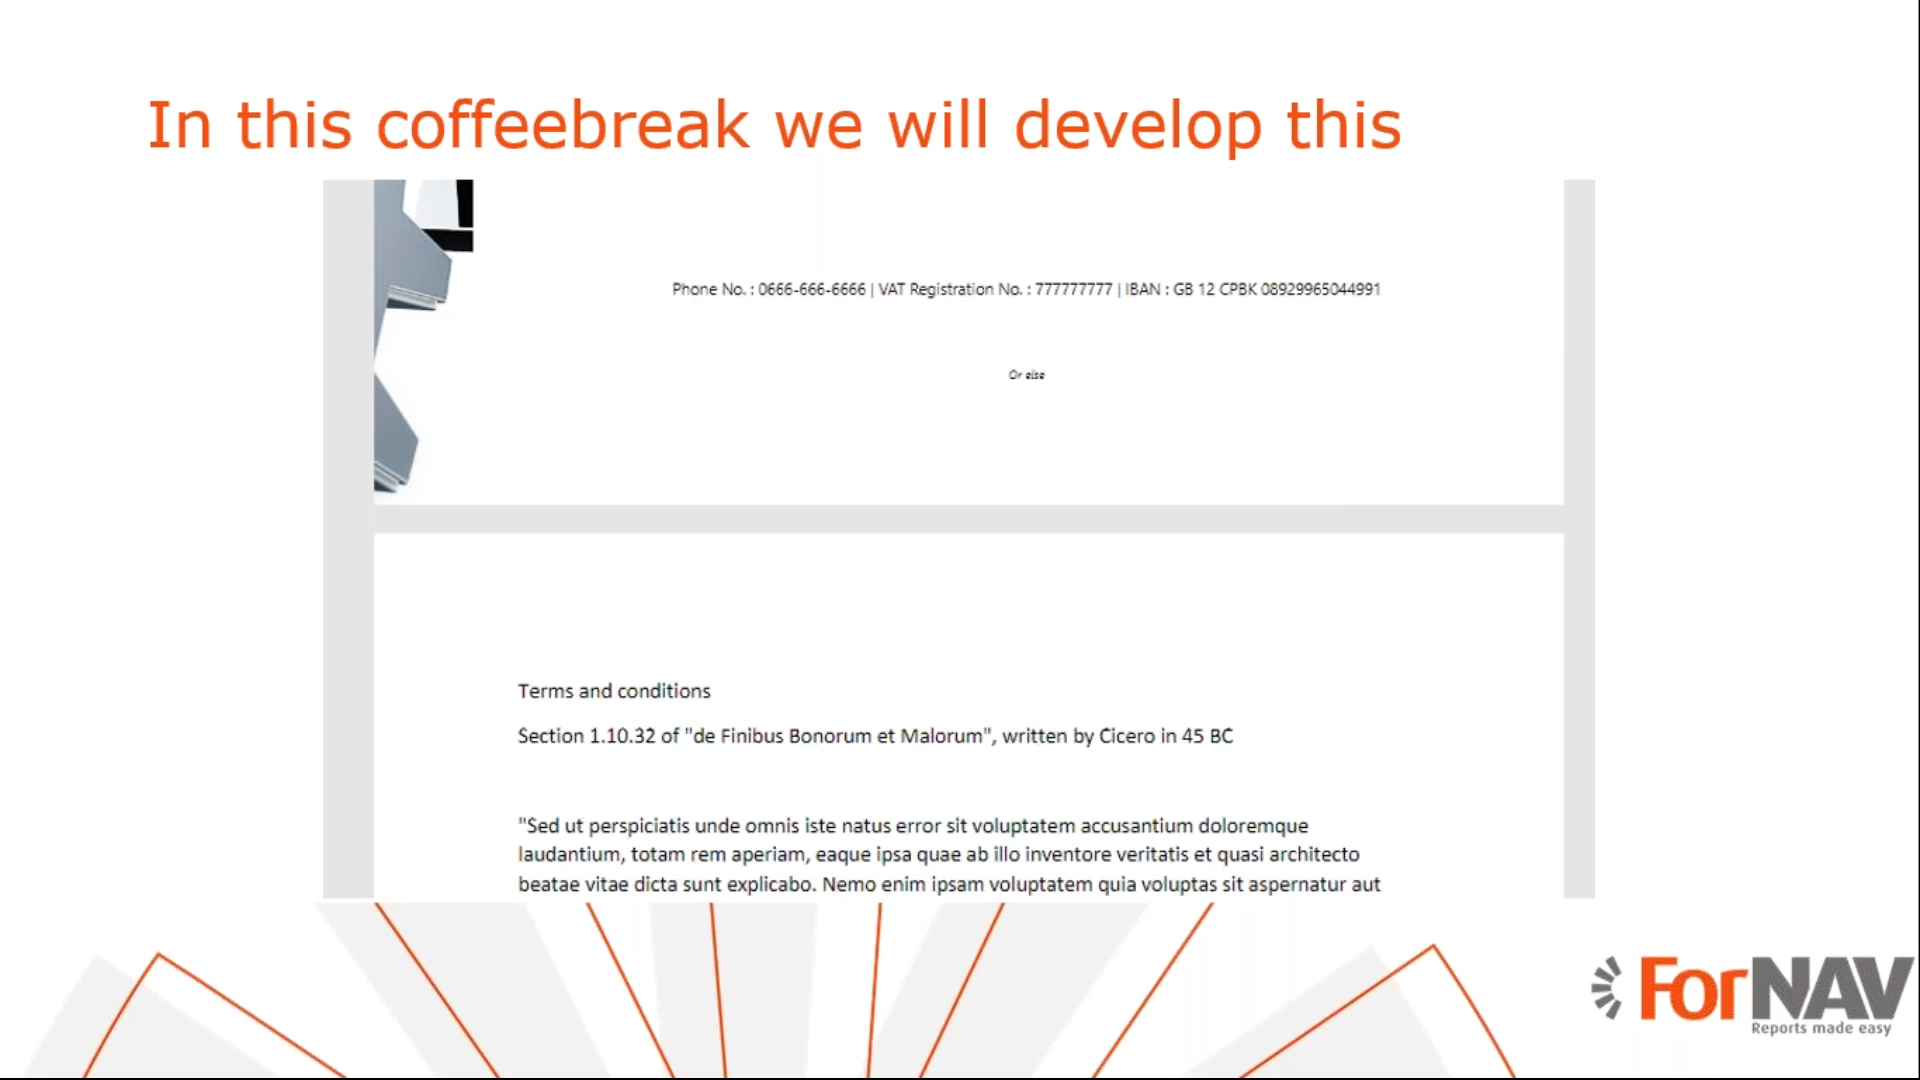 In this coffeebreak we will develop this
Phone No. : 0666-666-6666 | VAT Registration No. : 777777777 | IBAN : GB 12 CPBK 08929965044991
Or else
Terms and conditions
Section 1.10.32 of "de Finibus Bonorum et Malorum", written by Cicero in 45 BC
"Sed ut perspiciatis unde omnis iste natus error sit voluptatem accusantium doloremque
laudantium, totam rem aperiam, eaque ipsa quae ab illo inventore veritatis et quasi architecto
beatae vitae dicta sunt explicabo. Nemo enim ipsam voluptatem quia voluptas sit aspernatur aut
ForNAV
Reports made easy